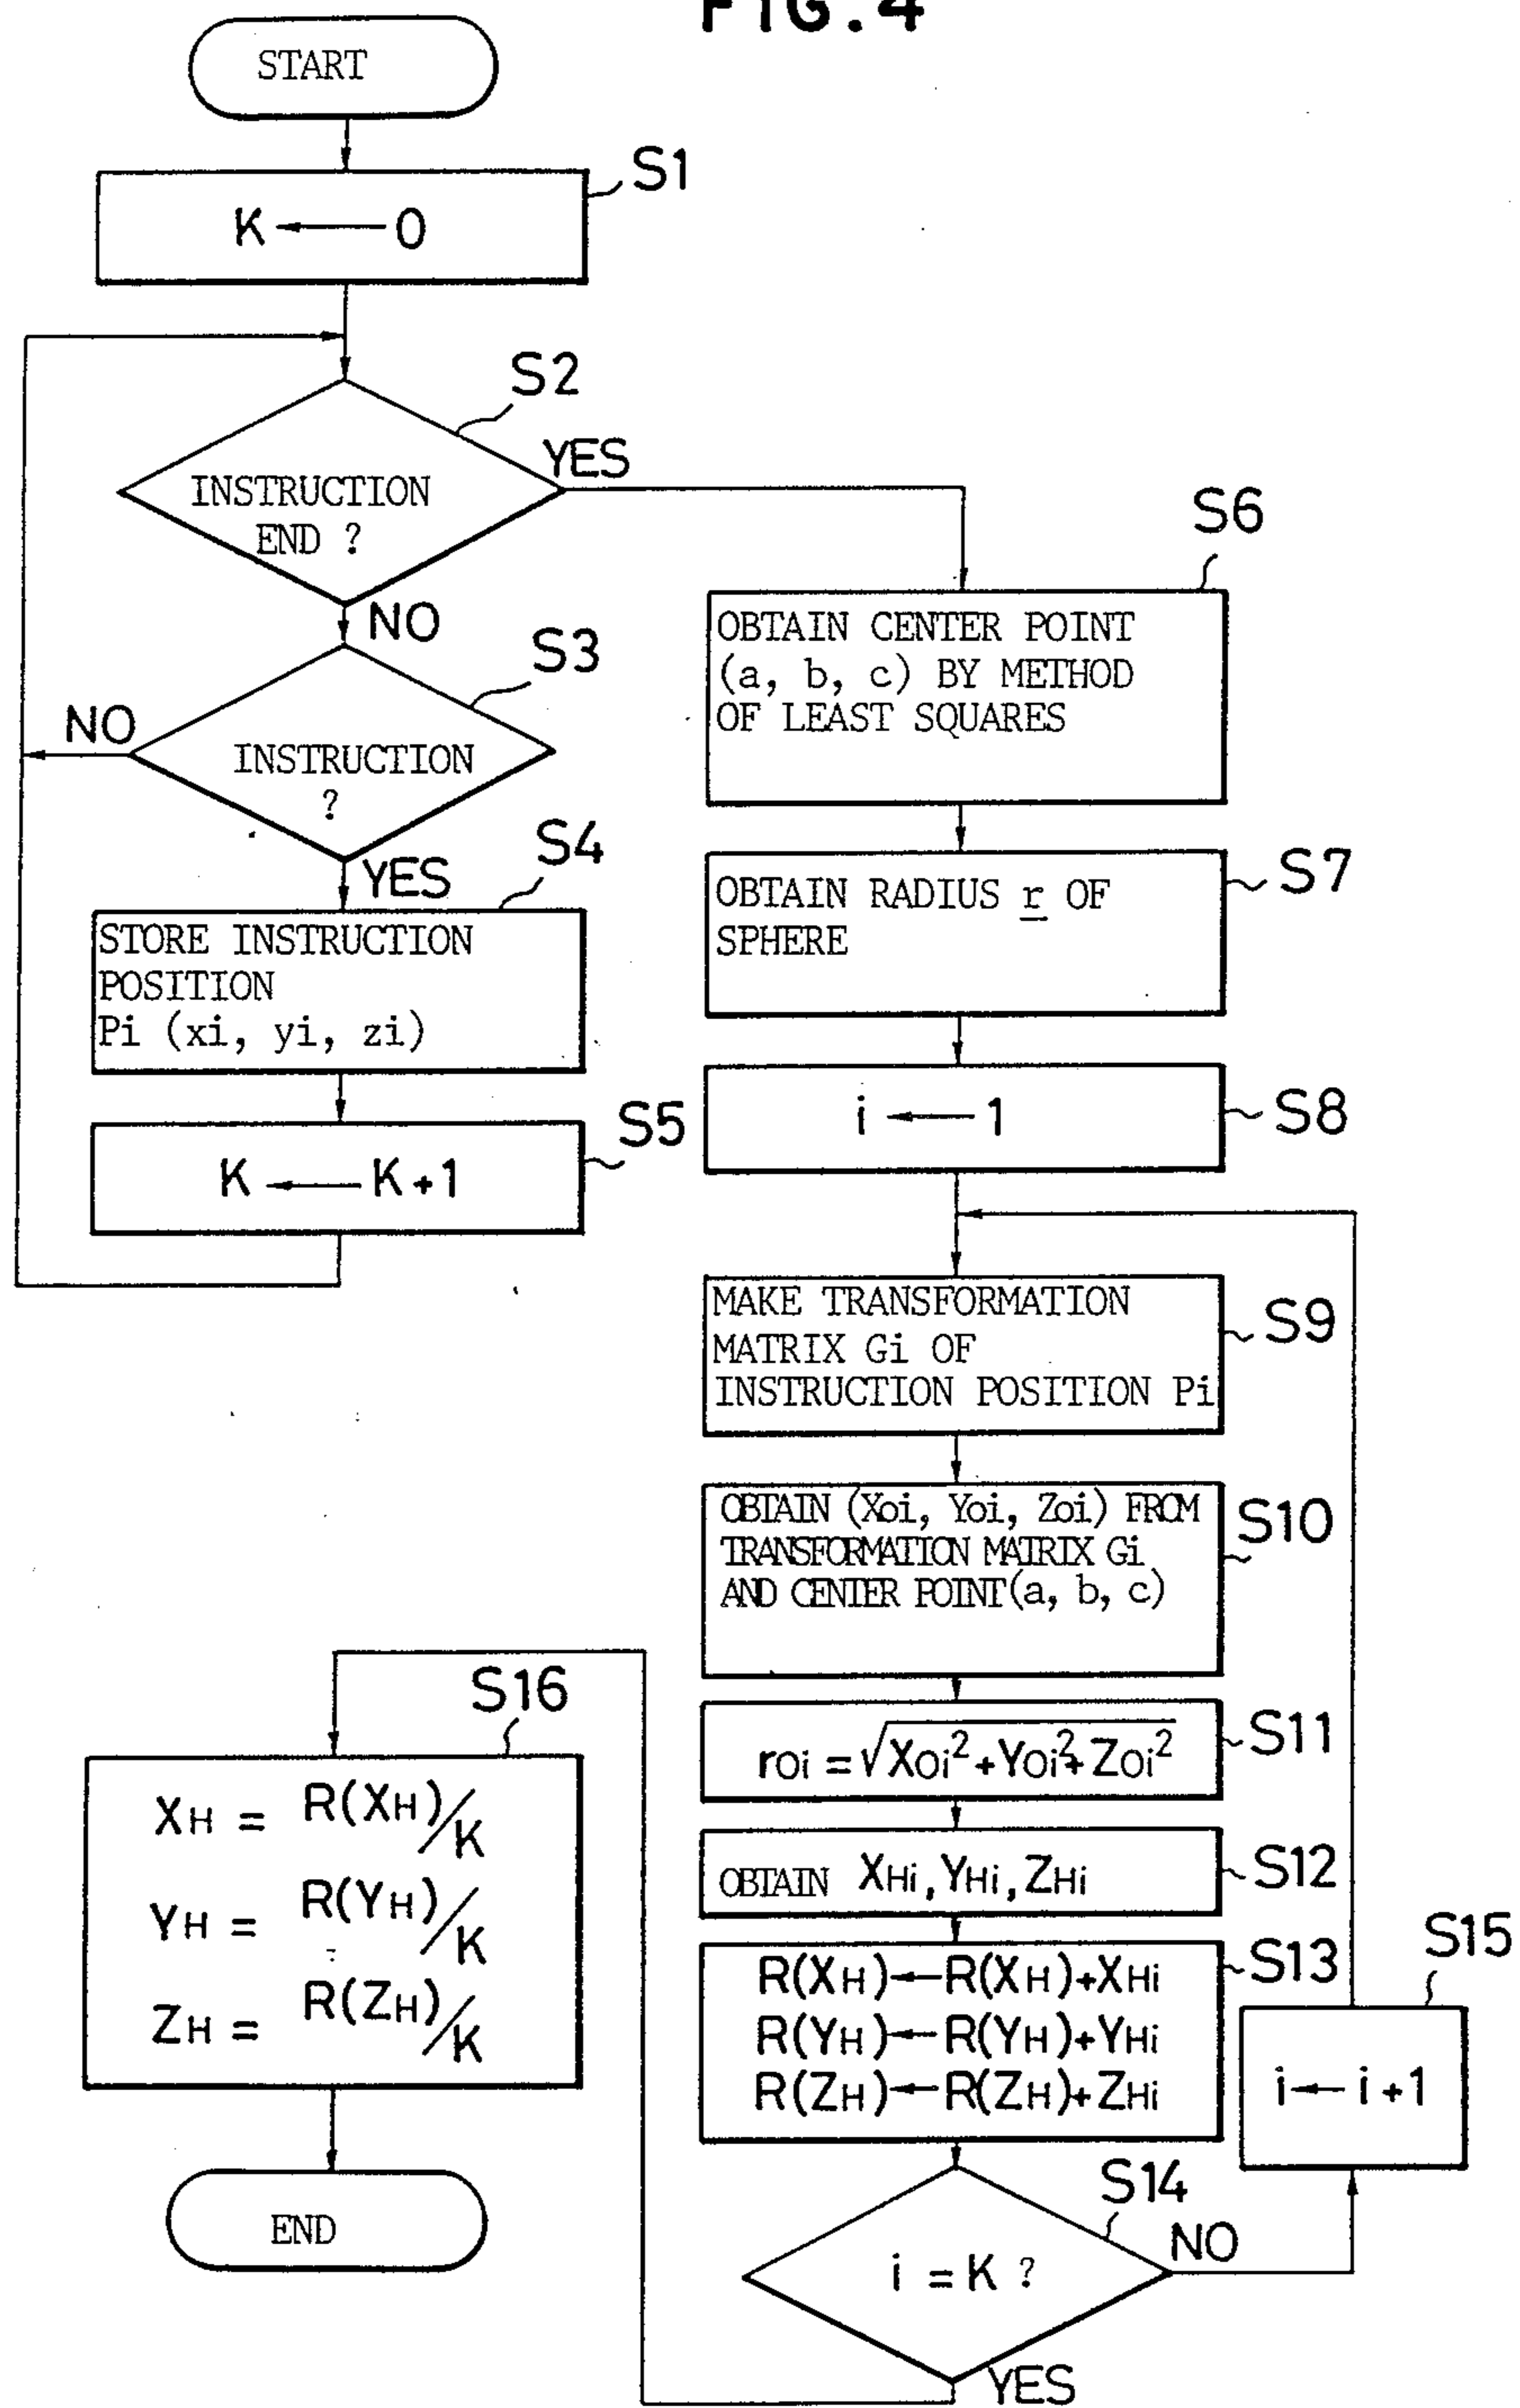 FIG.4
START
S1
K ← 0
S2
YES
INSTRUCTION
END ?
NO
S3
NO
INSTRUCTION
?
YES
S4
STORE INSTRUCTION
POSITION
Pi (xi, yi, zi)
S5
K ← K+1
S6
OBTAIN CENTER POINT
(a, b, c) BY METHOD
OF LEAST SQUARES
S7
OBTAIN RADIUS r OF
SPHERE
S8
i ← 1
S9
MAKE TRANSFORMATION
MATRIX Gi OF
INSTRUCTION POSITION Pi
S10
OBTAIN (Xoi, Yoi, Zoi) FROM
TRANSFORMATION MATRIX Gi
AND CENTER POINT(a, b, c)
S11
roi = √Xoi²+Yoi²+Zoi²
S12
OBTAIN XHi, YHi, ZHi
S13
R(XH)←R(XH)+XHi
R(YH)←R(YH)+YHi
R(ZH)←R(ZH)+ZHi
S14
i = K ?
NO
YES
S15
i ← i+1
S16
XH = R(XH)/K
YH = R(YH)/K
ZH = R(ZH)/K
END